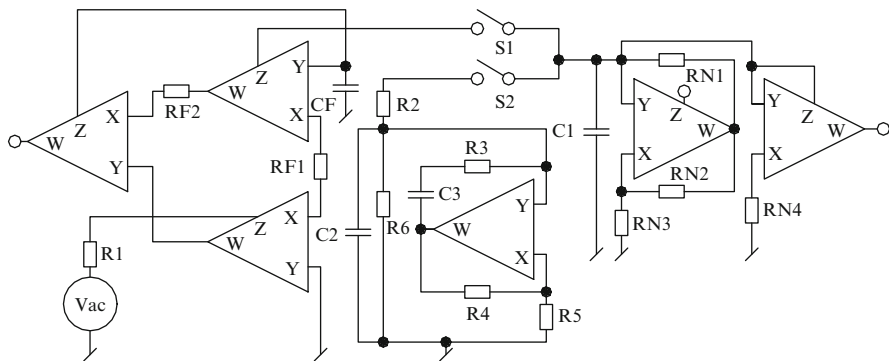 S1
Z
Y
W
X
CF
RF2
Z
X
W
Y
S2
R2
RF1
Z
X
W
Y
R1
Vac
C2
R6
R3
C3
Y
W
X
R4
R5
C1
RN1
Z
Y
W
X
RN2
RN3
Z
Y
W
X
RN4